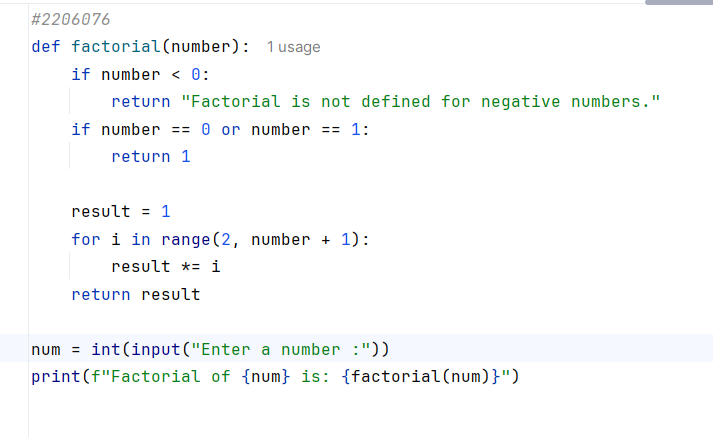 #2206076
def factorial(number):   1 usage
    if number < 0:
        return "Factorial is not defined for negative numbers."
    if number == 0 or number == 1:
        return 1

    result = 1
    for i in range(2, number + 1):
        result *= i
    return result

num = int(input("Enter a number :"))
print(f"Factorial of {num} is: {factorial(num)}")